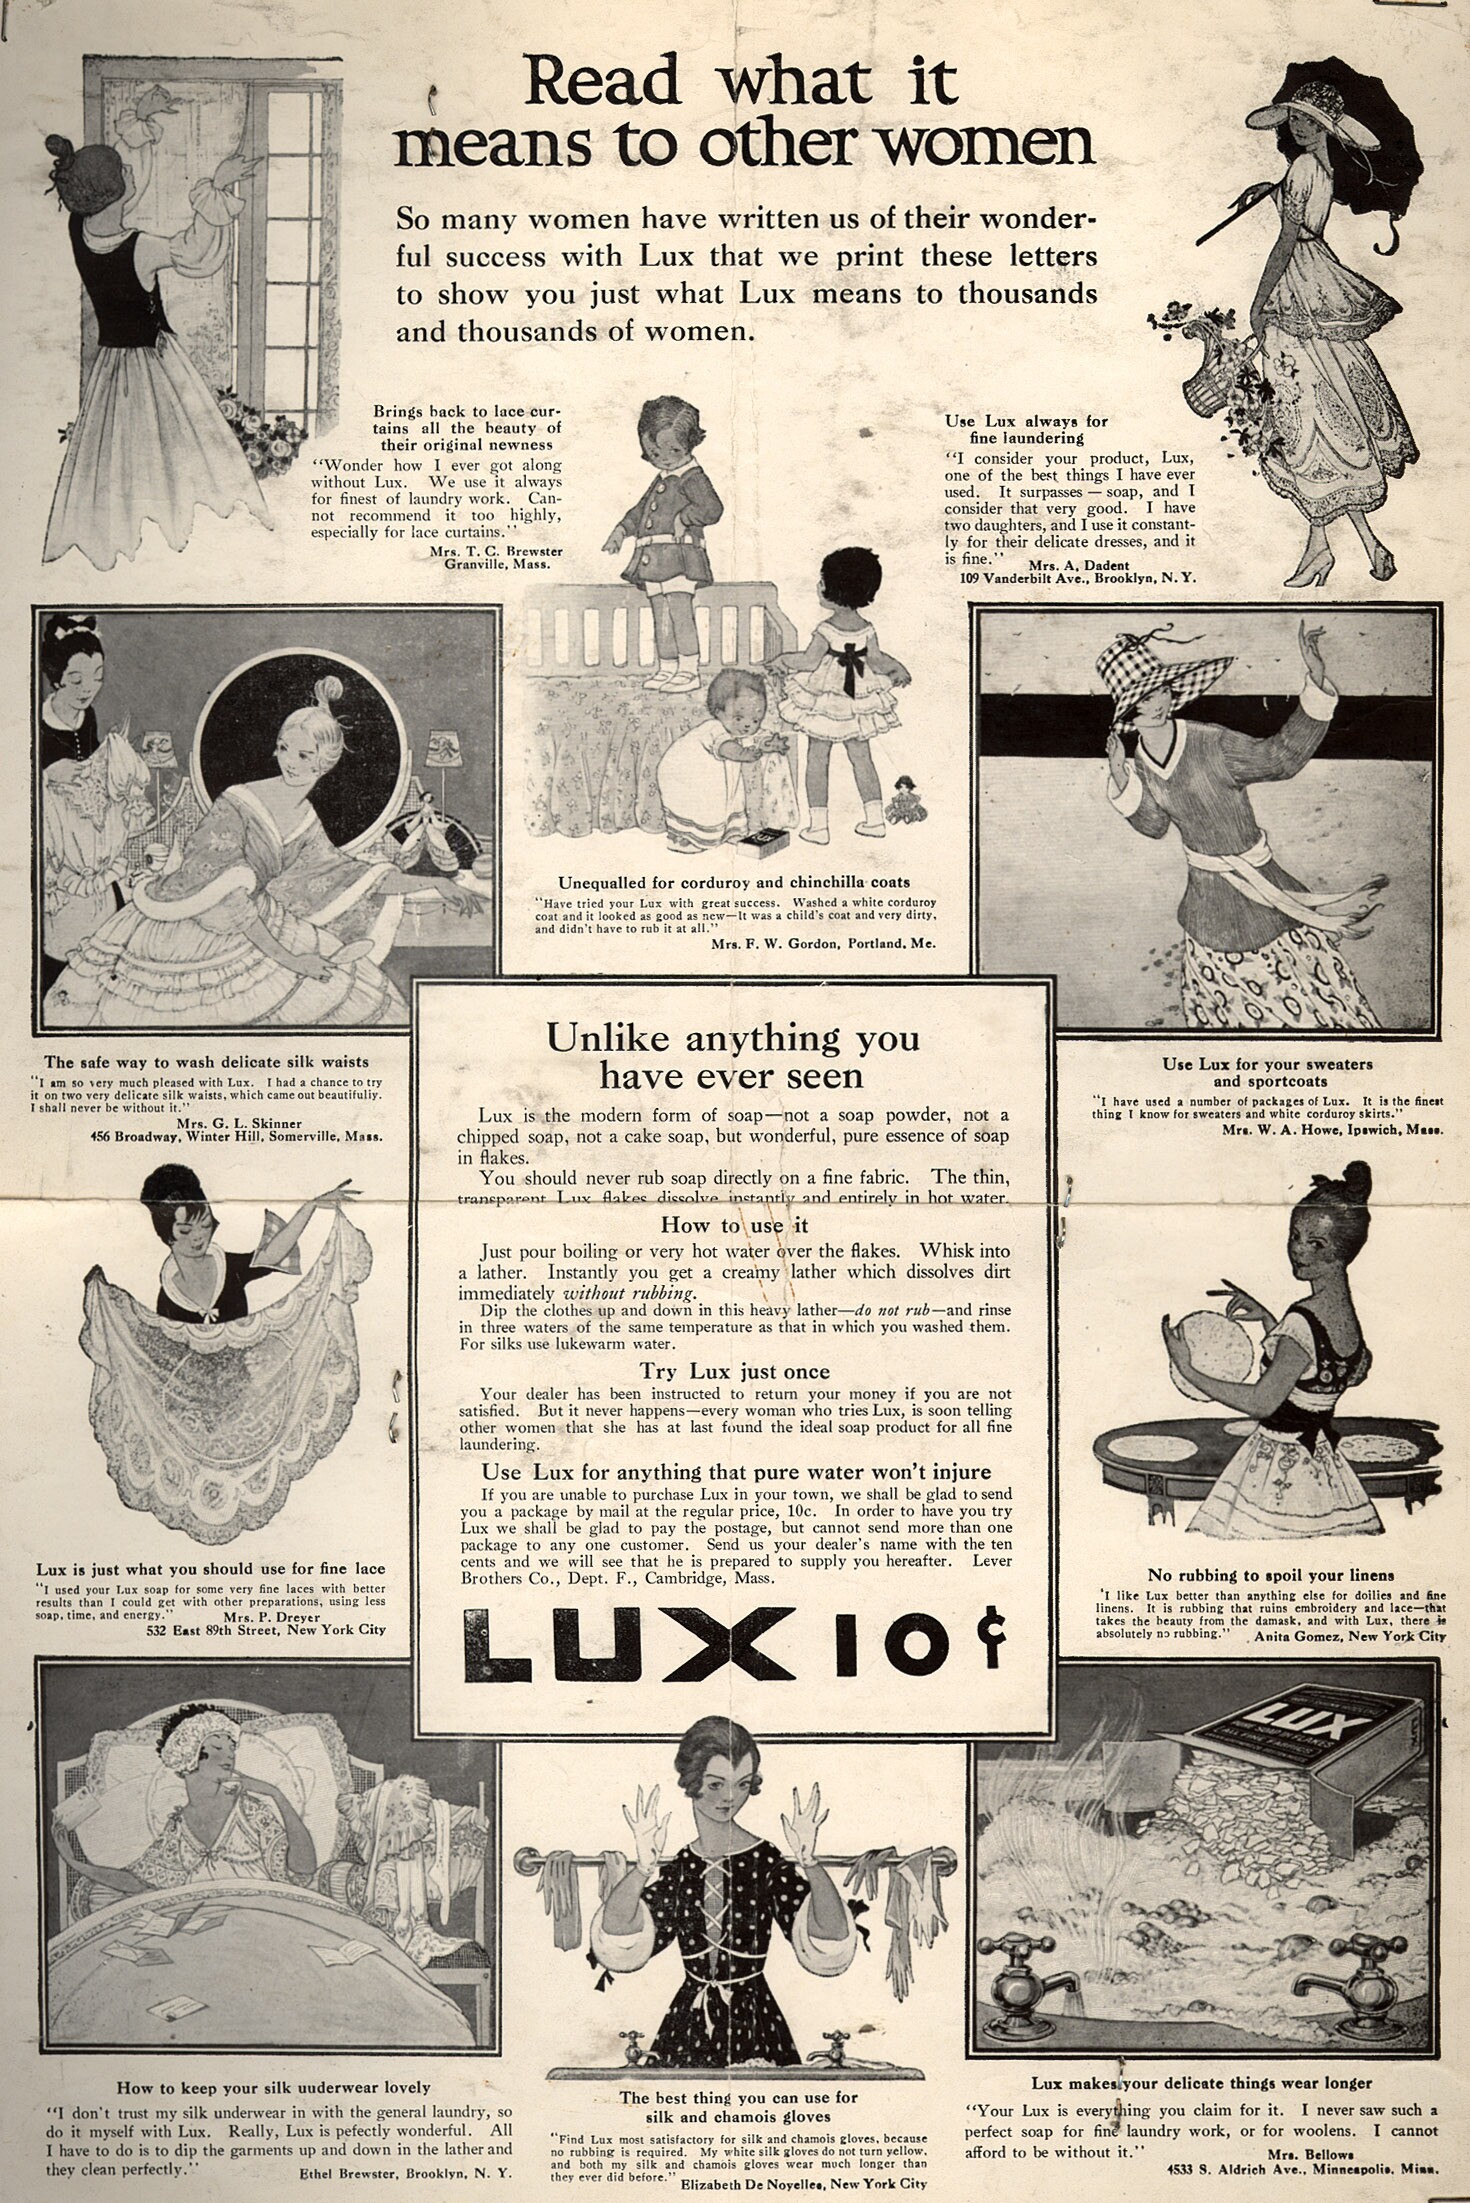 Read what it
means to other women
So many women have written us of their wonder-
ful success with Lux that we print these letters
to show you just what Lux means to thousands
and thousands of women.
Brings back to lace cur-
tains all the beauty of
their original newness
"Wonder how I ever got along
without Lux. We use it always
for finest of laundry work. Can-
not recommend it too highly,
especially for lace curtains."
Mrs. T. C. Brewster
Granville, Mass.
Use Lux always for
fine laundering
"I consider your product, Lux,
one of the best things I have ever
used. It surpasses — soap, and I
consider that very good. I have
two daughters, and I use it constant-
ly for their delicate dresses, and it
is fine."
Mrs. A, Dadent
109 Vanderbilt Ave., Brooklyn, N. Y.
Unequalled for corduroy and chinchilla coats
"Have tried your Lux with great success. Washed a white corduroy
coat and it looked as good as new—It was a child's coat and very dirty,
and didn't have to rub it at all."
Mrs. F. W. Gordon, Portland, Me.
The safe way to wash delicate silk waists
"I am so very much pleased with Lux. I had a chance to try
it on two very delicate silk waists, which came out beautifully.
I shall never be without it."
Mrs. G. L. Skinner
456 Broadway, Winter Hill, Somerville, Mass.
Use Lux for your sweaters
and sportcoats
"I have used a number of packages of Lux. It is the finest
thing I know for sweaters and white corduroy skirts."
Mrs. W. A. Howe, Ipswich, Mass.
Unlike anything you
have ever seen
Lux is the modern form of soap—not a soap powder, not a
chipped soap, not a cake soap, but wonderful, pure essence of soap
in flakes.
You should never rub soap directly on a fine fabric. The thin,
transparent Lux flakes dissolve instantly and entirely in hot water.
How to use it
Just pour boiling or very hot water over the flakes. Whisk into
a lather. Instantly you get a creamy lather which dissolves dirt
immediately without rubbing.
Dip the clothes up and down in this heavy lather—do not rub—and rinse
in three waters of the same temperature as that in which you washed them.
For silks use lukewarm water.
Try Lux just once
Your dealer has been instructed to return your money if you are not
satisfied. But it never happens—every woman who tries Lux, is soon telling
other women that she has at last found the ideal soap product for all fine
laundering.
Use Lux for anything that pure water won't injure
If you are unable to purchase Lux in your town, we shall be glad to send
you a package by mail at the regular price, 10c. In order to have you try
Lux we shall be glad to pay the postage, but cannot send more than one
package to any one customer. Send us your dealer's name with the ten
cents and we will see that he is prepared to supply you hereafter. Lever
Brothers Co., Dept. F., Cambridge, Mass.
LUX 10¢
Lux is just what you should use for fine lace
"I used your Lux soap for some very fine laces with better
results than I could get with other preparations, using less
soap, time, and energy."
Mrs. P. Dreyer
532 East 89th Street, New York City
No rubbing to spoil your linens
'I like Lux better than anything else for doilies and fine
linens. It is rubbing that ruins embroidery and lace—that
takes the beauty from the damask, and with Lux, there is
absolutely no rubbing."
Anita Gomez, New York City
LUX
How to keep your silk uuderwear lovely
"I don't trust my silk underwear in with the general laundry, so
do it myself with Lux. Really, Lux is pefectly wonderful. All
I have to do is to dip the garments up and down in the lather and
they clean perfectly."
Ethel Brewster, Brooklyn, N. Y.
The best thing you can use for
silk and chamois gloves
"Find Lux most satisfactory for silk and chamois gloves, because
no rubbing is required. My white silk gloves do not turn yellow,
and both my silk and chamois gloves wear much longer than
they ever did before."
Elizabeth De Noyelles, New York City
Lux makes your delicate things wear longer
"Your Lux is everything you claim for it. I never saw such a
perfect soap for fine laundry work, or for woolens. I cannot
afford to be without it."
Mrs. Bellows
4533 S. Aldrich Ave., Minneapolis, Minn.